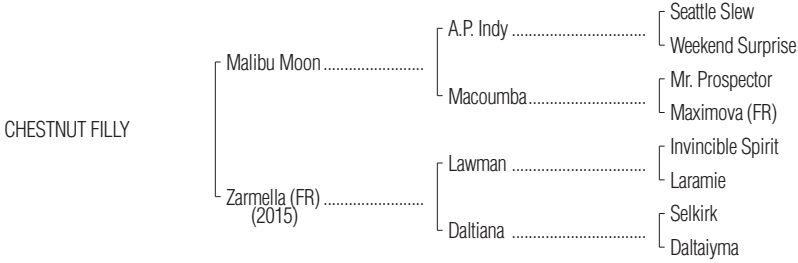 Seattle Slew
A.P. Indy ..................................
Weekend Surprise
Malibu Moon .........................
Mr. Prospector
Macoumba..............................
Maximova (FR)
CHESTNUT FILLY
Invincible Spirit
Lawman ..................................
Laramie
Zarmella (FR) .........................
(2015)
Selkirk
Daltiana ..................................
Daltaiyma